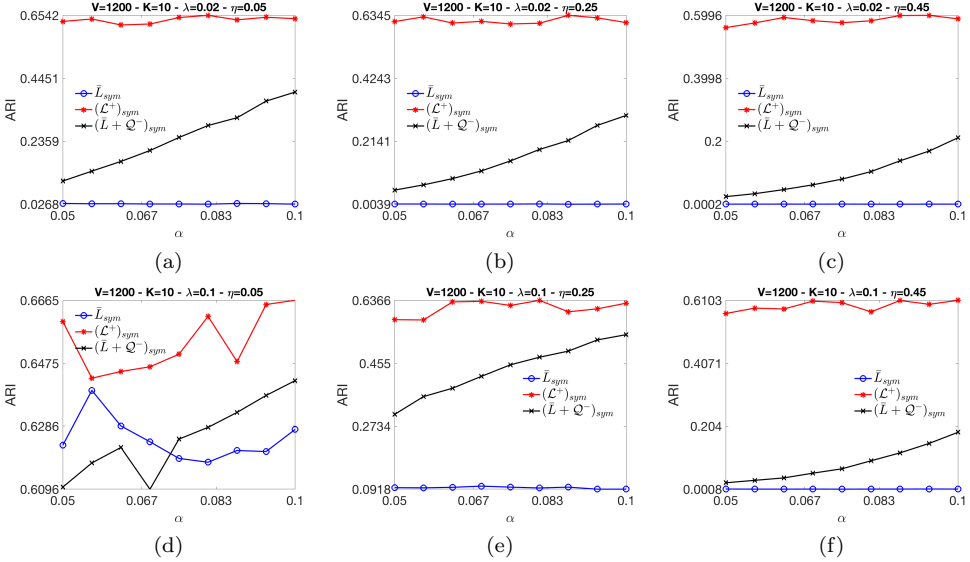 V=1200 - K=10 - λ=0.02 - η=0.05
ARI
0.6542
0.4451
0.2359
0.0268
L̄sym
(ℒ⁺)sym
(L̄ + 𝒬⁻)sym
0.05 0.067 0.083 0.1
α
(a)
V=1200 - K=10 - λ=0.02 - η=0.25
ARI
0.6345
0.4243
0.2141
0.0039
L̄sym
(ℒ⁺)sym
(L̄ + 𝒬⁻)sym
0.05 0.067 0.083 0.1
α
(b)
V=1200 - K=10 - λ=0.02 - η=0.45
ARI
0.5996
0.3998
0.2
0.0002
L̄sym
(ℒ⁺)sym
(L̄ + 𝒬⁻)sym
0.05 0.067 0.083 0.1
α
(c)
V=1200 - K=10 - λ=0.1 - η=0.05
ARI
0.6665
0.6475
0.6286
0.6096
L̄sym
(ℒ⁺)sym
(L̄ + 𝒬⁻)sym
0.05 0.067 0.083 0.1
α
(d)
V=1200 - K=10 - λ=0.1 - η=0.25
ARI
0.6366
0.455
0.2734
0.0918
L̄sym
(ℒ⁺)sym
(L̄ + 𝒬⁻)sym
0.05 0.067 0.083 0.1
α
(e)
V=1200 - K=10 - λ=0.1 - η=0.45
ARI
0.6103
0.4071
0.204
0.0008
L̄sym
(ℒ⁺)sym
(L̄ + 𝒬⁻)sym
0.05 0.067 0.083 0.1
α
(f)